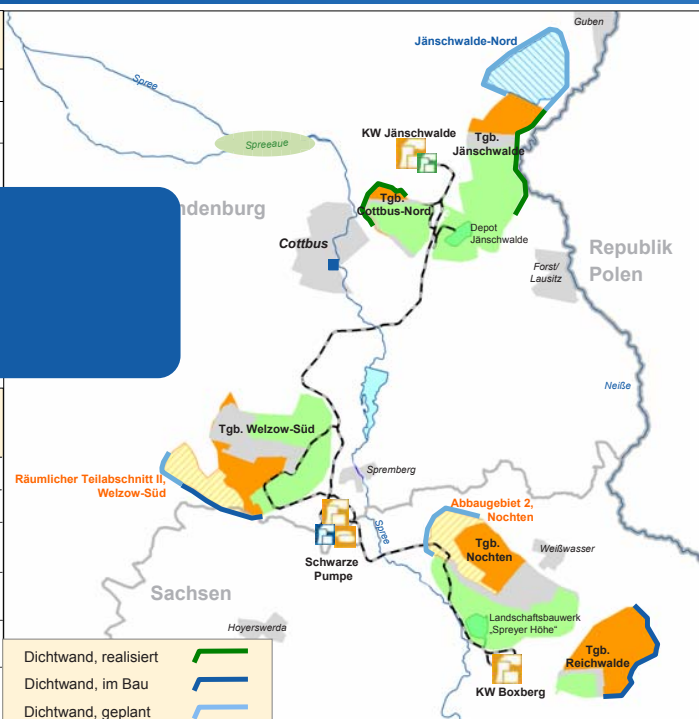 Guben
Jänschwalde-Nord
Spree
KW Jänschwalde
Tgb.
Jänschwalde
Spreeaue
Tgb.
Cottbus-Nord
ndenburg
Depot
Jänschwalde
Cottbus
Republik
Polen
Forst/
Lausitz
Neiße
Tgb. Welzow-Süd
Räumlicher Teilabschnitt II,
Welzow-Süd
Spremberg
Abbaugebiet 2,
Nochten
Spree
Tgb.
Nochten
Weißwasser
Schwarze
Pumpe
Sachsen
Hoyerswerda
Landschaftsbauwerk
„Spreyer Höhe“
Tgb.
Reichwalde
KW Boxberg
Dichtwand, realisiert
Dichtwand, im Bau
Dichtwand, geplant